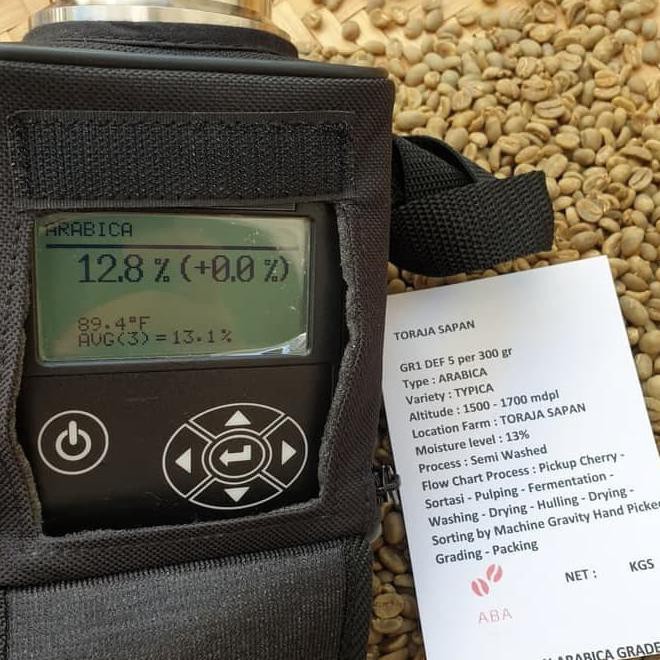 ARABICA
12.8 % (+0.0 %)
89.4°F
AVG(3)=13.1%
TORAJA SAPAN
GR1 DEF 5 per 300 gr
Type : ARABICA
Variety : TYPICA
Altitude : 1500 - 1700 mdpl
Location Farm : TORAJA SAPAN
Moisture level : 13%
Process : Semi Washed
Flow Chart Process : Pickup Cherry -
Sortasi - Pulping - Fermentation -
Washing - Drying - Hulling - Drying -
Sorting by Machine Gravity Hand Picke
Grading - Packing
NET : KGS
ABA
ARABICA GRADE